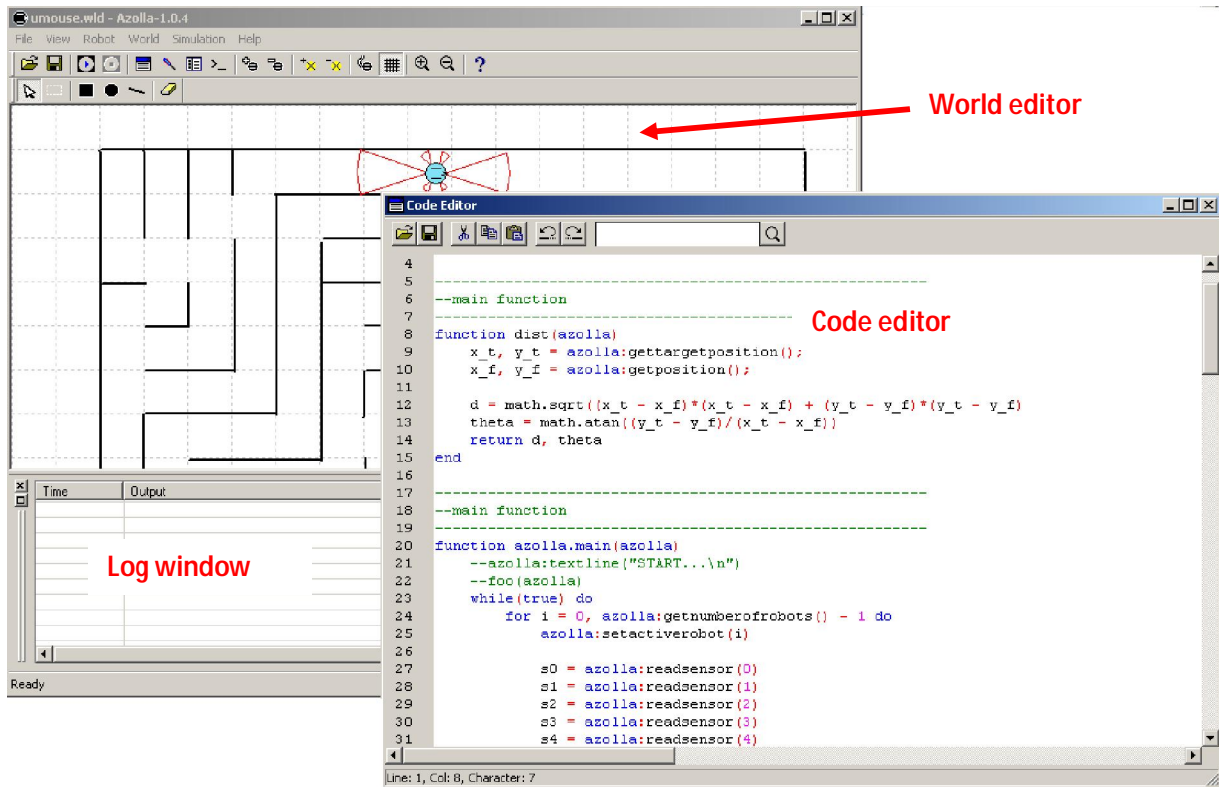 umouse.wld - Azolla-1.0.4
File View Robot World Simulation Help
World editor
Code Editor
4
5 --------------------------------------------------------
6 --main function
7 -----------------------------------------
Code editor
8 function dist(azolla)
9 x_t, y_t = azolla:gettargetposition();
10 x_f, y_f = azolla:getposition();
11
12 d = math.sqrt((x_t - x_f)*(x_t - x_f) + (y_t - y_f)*(y_t - y_f)
13 theta = math.atan((y_t - y_f)/(x_t - x_f))
14 return d, theta
15 end
16
17 --------------------------------------------------------
18 --main function
19 --------------------------------------------------------
20 function azolla.main(azolla)
21 --azolla:textline("START...\n")
22 --foo(azolla)
23 while(true) do
24 for i = 0, azolla:getnumberofrobots() - 1 do
25 azolla:setactiverobot(i)
26
27 s0 = azolla:readsensor(0)
28 s1 = azolla:readsensor(1)
29 s2 = azolla:readsensor(2)
30 s3 = azolla:readsensor(3)
31 s4 = azolla:readsensor(4)
Line: 1, Col: 8, Character: 7
Time Output
Log window
Ready